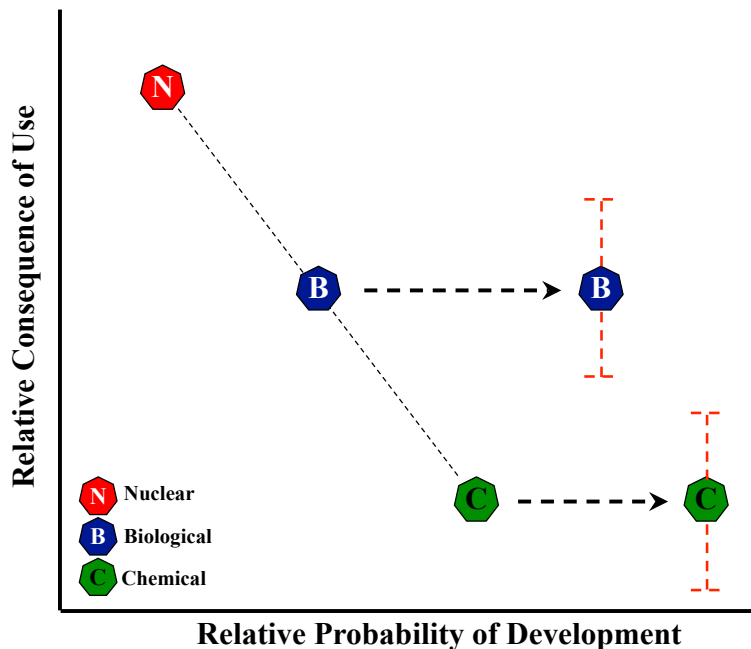 N
Relative Consequence of Use
B
B
C
C
N Nuclear
B Biological
C Chemical
Relative Probability of Development